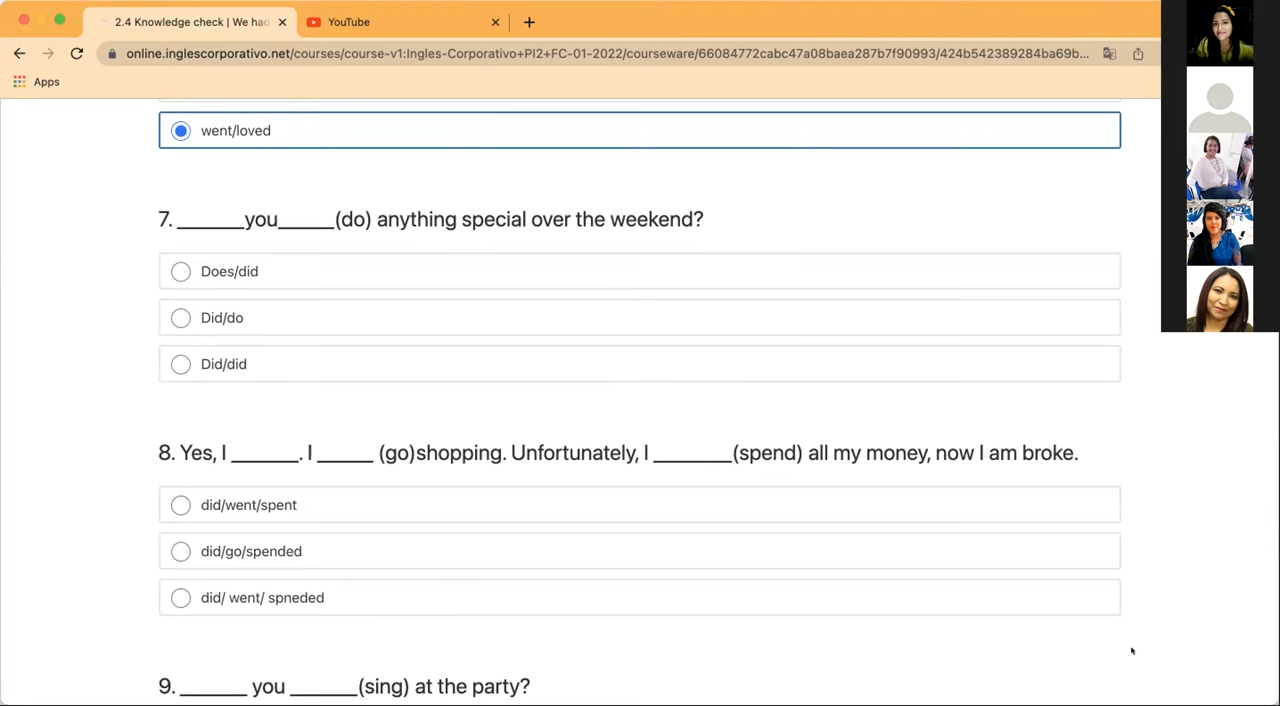 2.4 Knowledge check | We had
YouTube
online.inglescorporativo.net/courses/course-v1:Ingles-Corporativo+PI2+FC-01-2022/courseware/66084772cabc47a08baea287b7f90993/424b542389284ba69b...
Apps
went/loved
7. _______you______(do) anything special over the weekend?
Does/did
Did/do
Did/did
8. Yes, I _______. I ______ (go)shopping. Unfortunately, I ________(spend) all my money, now I am broke.
did/went/spent
did/go/spended
did/ went/ spneded
9. _______ you _______(sing) at the party?